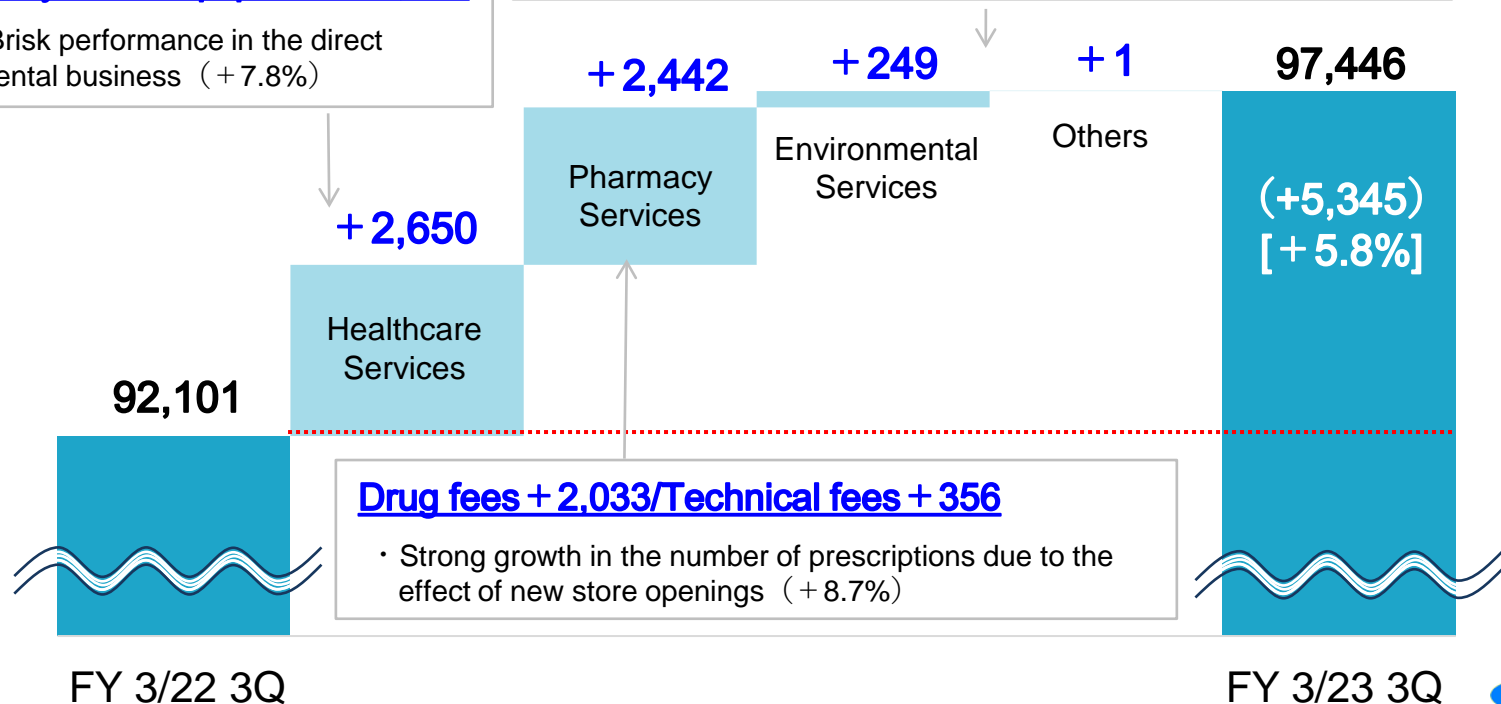 Brisk performance in the direct
rental business（＋7.8%）
＋2,442
＋249
＋1
97,446
Pharmacy
Services
Environmental
Services
Others
＋2,650
(+5,345)
[＋5.8%]
Healthcare
Services
92,101
Drug fees＋2,033/Technical fees＋356
・Strong growth in the number of prescriptions due to the
effect of new store openings（＋8.7%）
FY 3/22 3Q
FY 3/23 3Q